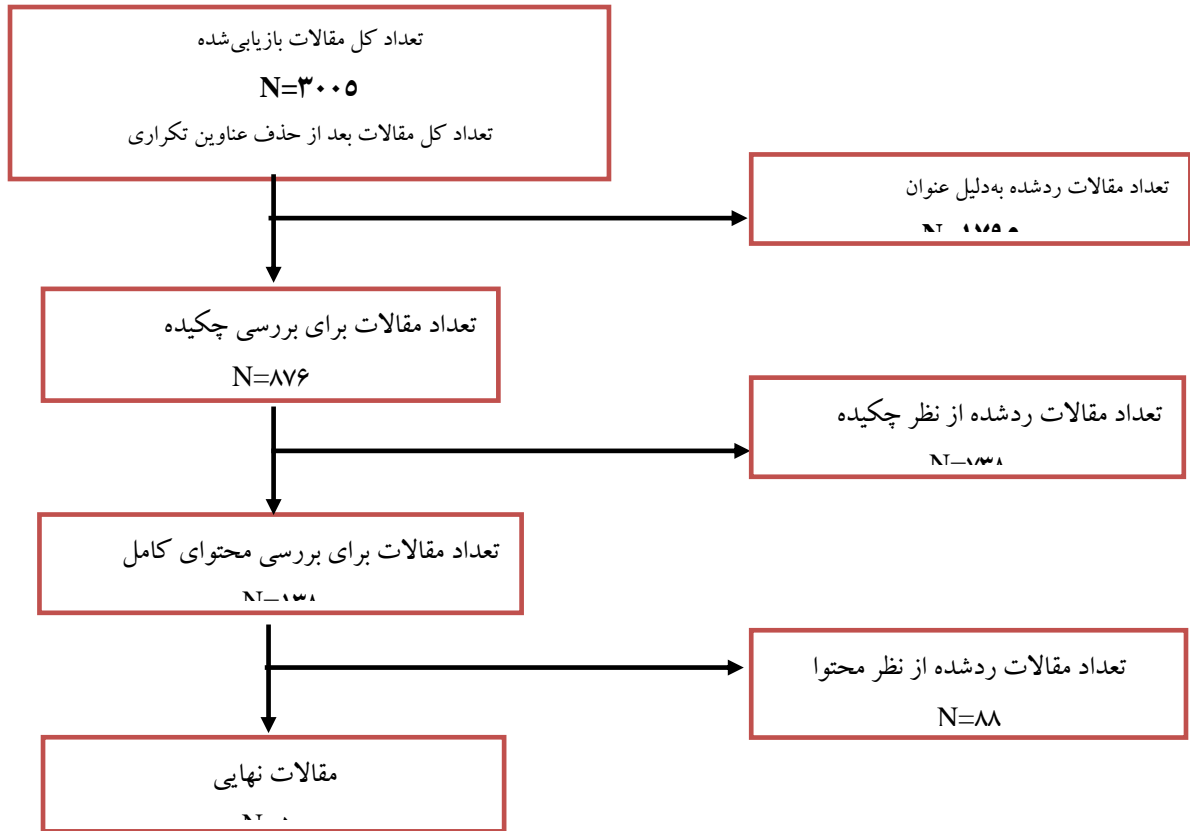 تعداد کل مقالات بازیابی‌شده
N=۳۰۰۵
تعداد کل مقالات بعد از حذف عناوین تکراری
تعداد مقالات ردشده به‌دلیل عنوان
تعداد مقالات برای بررسی چکیده
N=۸۷۶
تعداد مقالات ردشده از نظر چکیده
N=۷۳۸
تعداد مقالات برای بررسی محتوای کامل
N=۱۳۸
تعداد مقالات ردشده از نظر محتوا
N=۸۸
مقالات نهایی